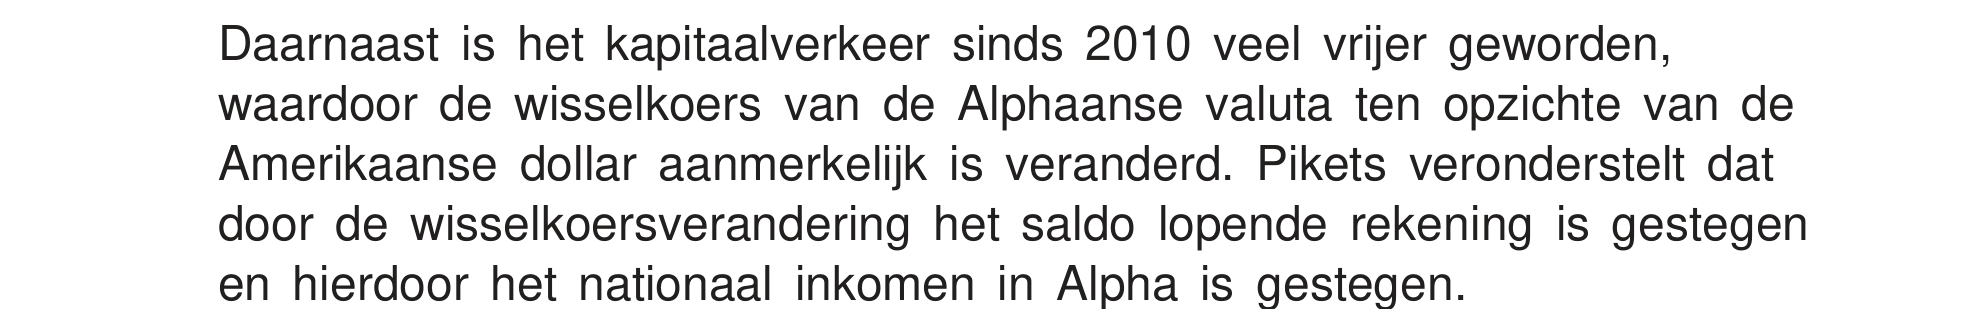 Daarnaast is het kapitaalverkeer sinds 2010 veel vrijer geworden,
waardoor de wisselkoers van de Alphaanse valuta ten opzichte van de
Amerikaanse dollar aanmerkelijk is veranderd. Pikets veronderstelt dat
door de wisselkoersverandering het saldo lopende rekening is gestegen
en hierdoor het nationaal inkomen in Alpha is gestegen.